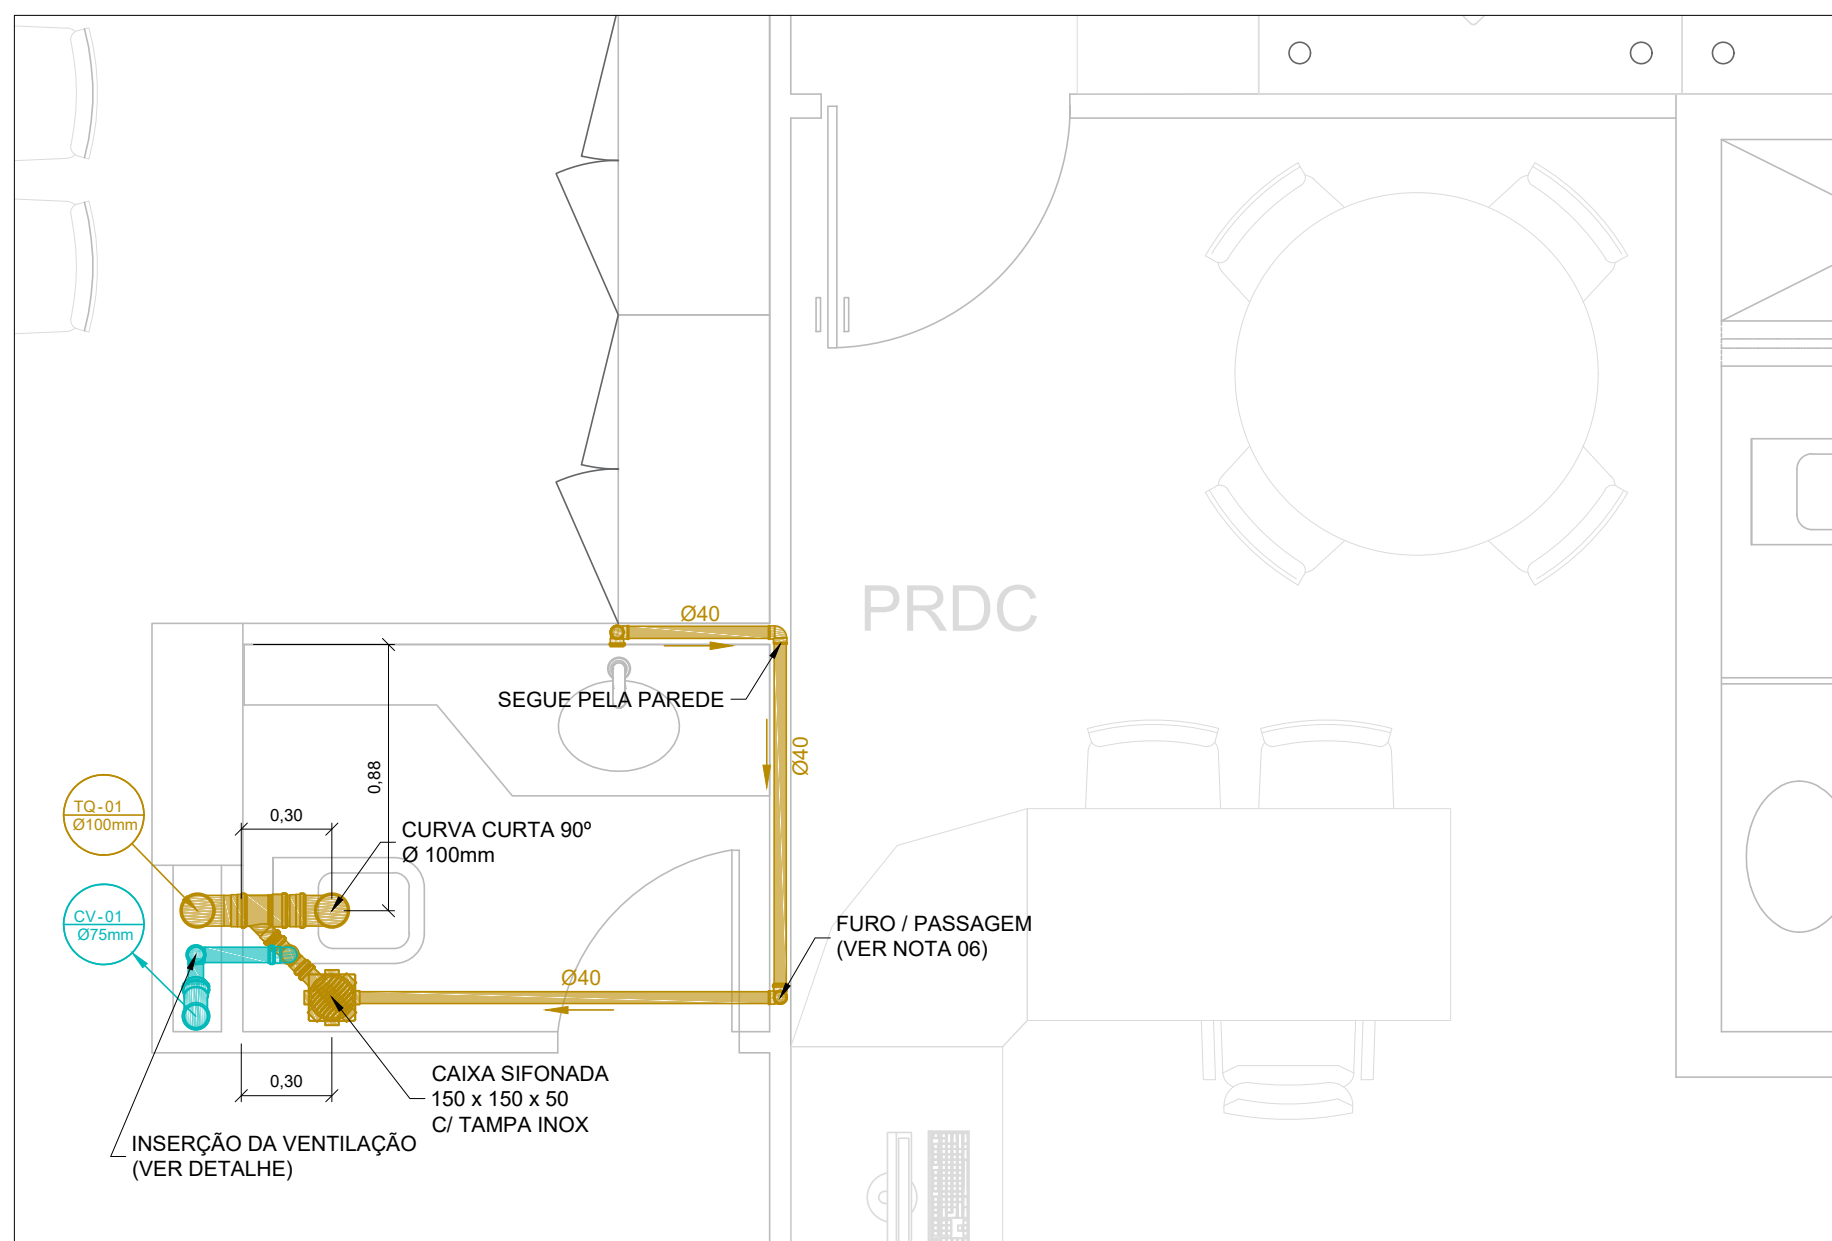 Ø40
PRDC
SEGUE PELA PAREDE
Ø40
0,88
TQ-01
Ø100mm
0,30
CURVA CURTA 90º
Ø 100mm
CV-01
Ø75mm
FURO / PASSAGEM
(VER NOTA 06)
Ø40
0,30
CAIXA SIFONADA
150 x 150 x 50
C/ TAMPA INOX
INSERÇÃO DA VENTILAÇÃO
(VER DETALHE)